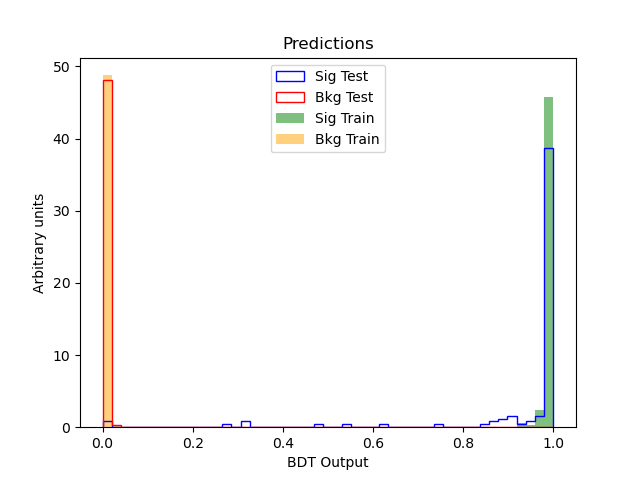 Predictions
Sig Test
Bkg Test
Sig Train
Bkg Train
50
40
30
20
10
0
Arbitrary units
0.0 0.2 0.4 0.6 0.8 1.0
BDT Output